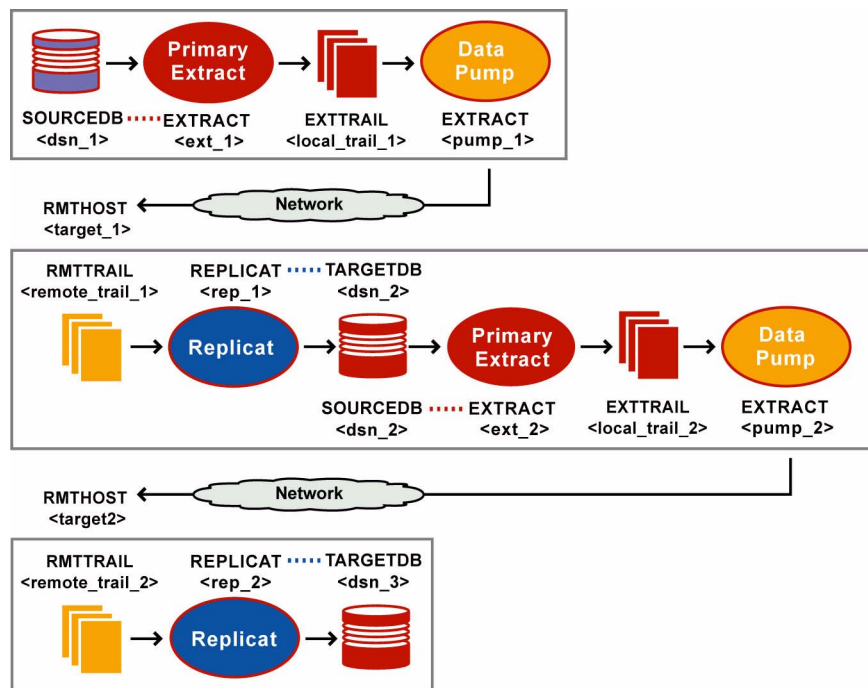 Primary
Extract
Data
Pump
SOURCEDB
<dsn_1>
EXTRACT
<ext_1>
EXTTRAIL
<local_trail_1>
EXTRACT
<pump_1>
Network
RMTHOST
<target_1>
RMTTRAIL
<remote_trail_1>
REPLICAT
<rep_1>
TARGETDB
<dsn_2>
Replicat
Primary
Extract
Data
Pump
SOURCEDB
<dsn_2>
EXTRACT
<ext_2>
EXTTRAIL
<local_trail_2>
EXTRACT
<pump_2>
Network
RMTHOST
<target2>
RMTTRAIL
<remote_trail_2>
REPLICAT
<rep_2>
TARGETDB
<dsn_3>
Replicat